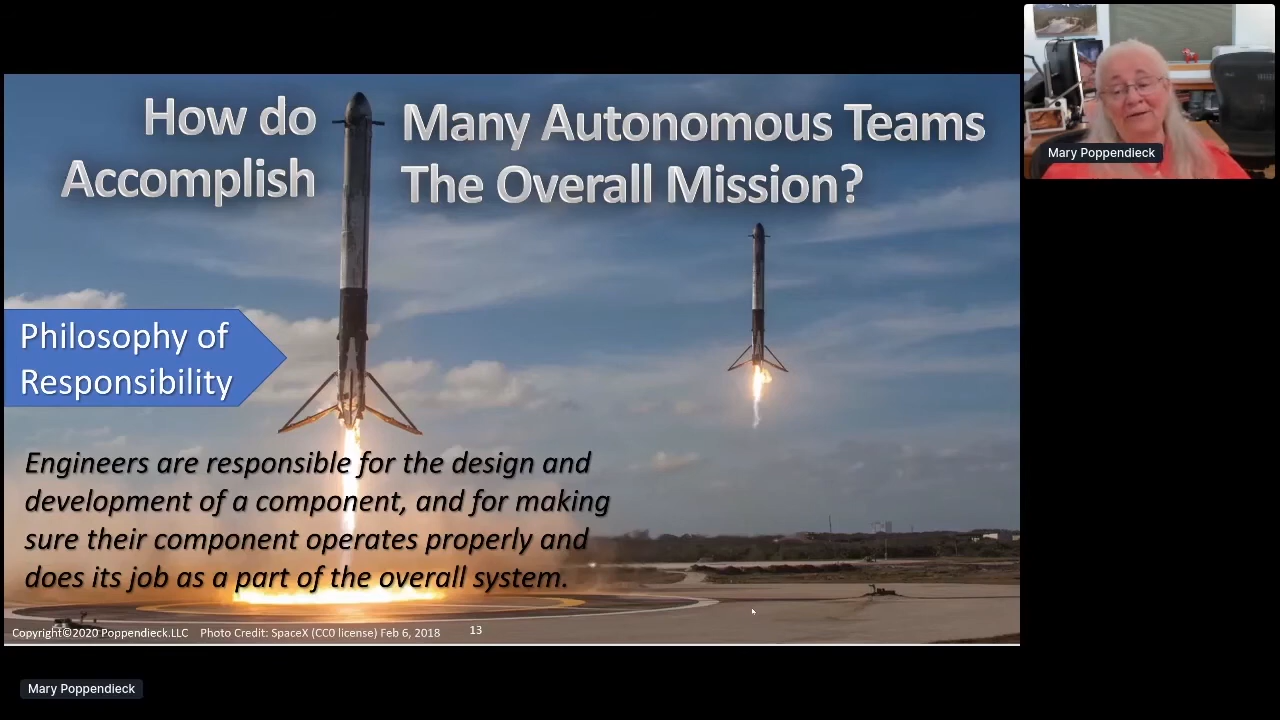 How do
Accomplish
Many Autonomous Teams
The Overall Mission?
Philosophy of
Responsibility
Engineers are responsible for the design and
development of a component, and for making
sure their component operates properly and
does its job as a part of the overall system.
Copyright©2020 Poppendieck.LLC Photo Credit: SpaceX (CC0 license) Feb 6, 2018 13
Mary Poppendieck
Mary Poppendieck